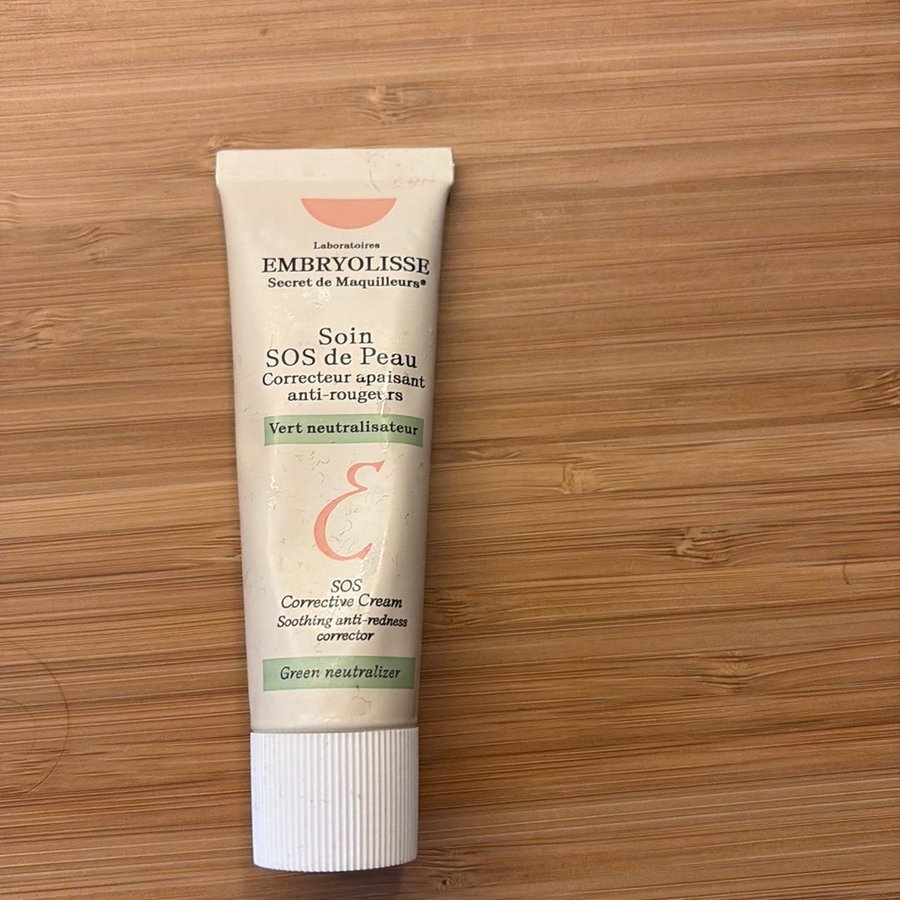 Laboratoires
EMBRYOLISSE
Secret de Maquilleurs®
Soin
SOS de Peau
Correcteur apaisant
anti-rougeurs
Vert neutralisateur
E
SOS
Corrective Cream
Soothing anti-redness
corrector
Green neutralizer